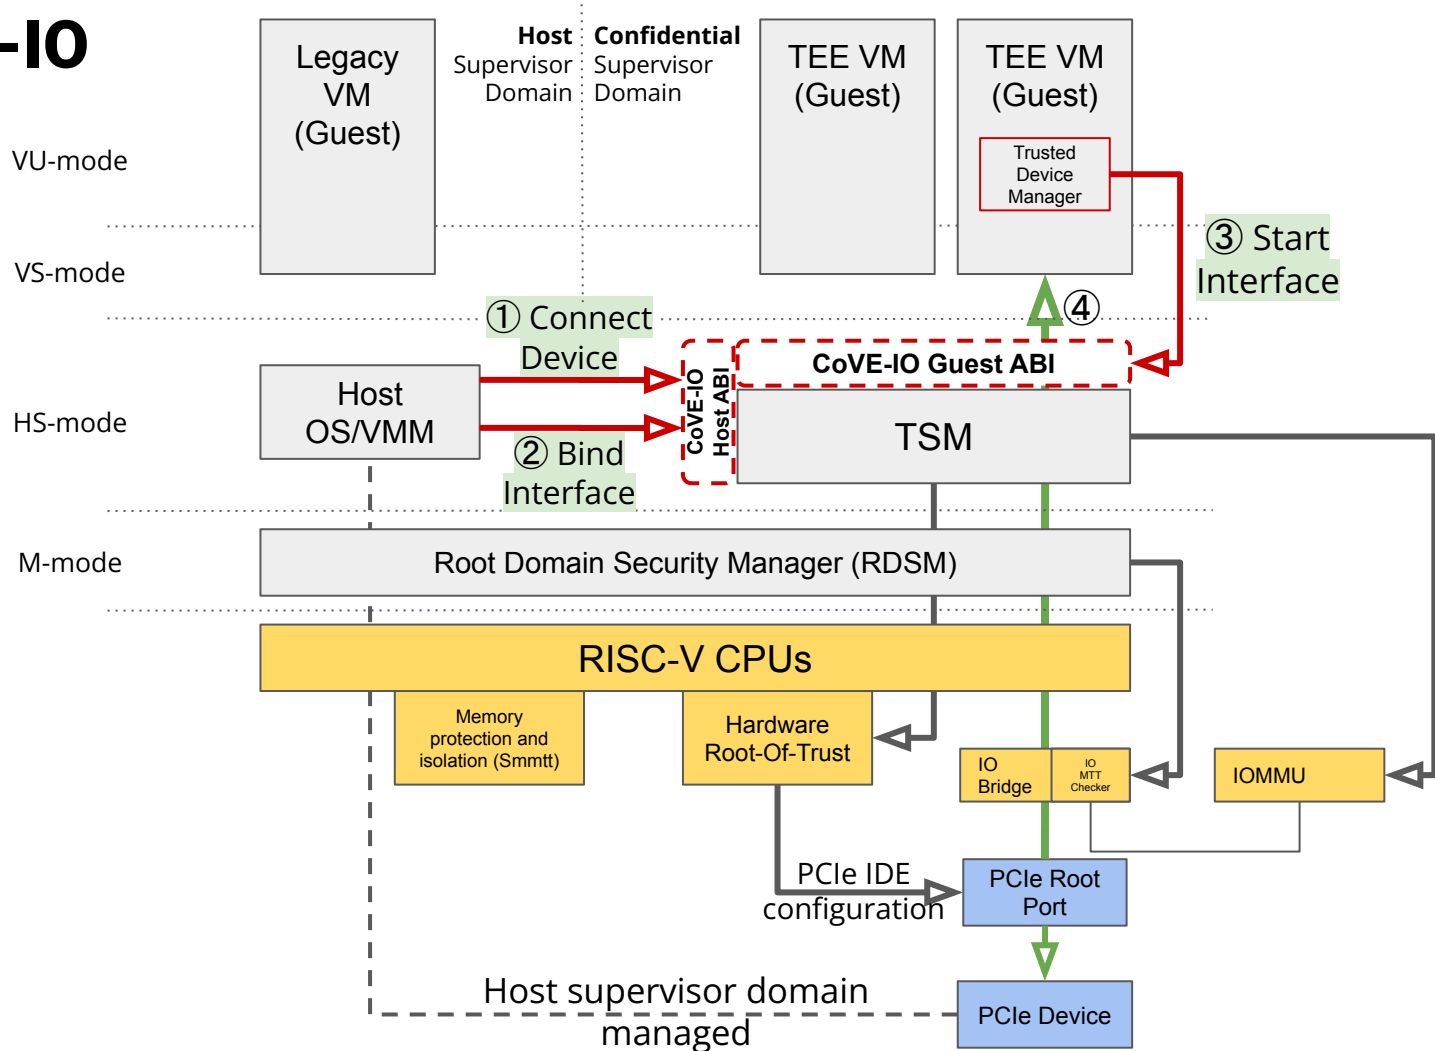 -IO
Legacy
VM
(Guest)
Host
Supervisor
Domain
Confidential
Supervisor
Domain
TEE VM
(Guest)
TEE VM
(Guest)
Trusted
Device
Manager
VU-mode
VS-mode
③ Start
Interface
① Connect
Device
④
CoVE-IO
Host ABI
CoVE-IO Guest ABI
Host
OS/VMM
HS-mode
TSM
② Bind
Interface
M-mode
Root Domain Security Manager (RDSM)
RISC-V CPUs
Memory
protection and
isolation (Smmtt)
Hardware
Root-Of-Trust
IO
Bridge
IO
MTT
Checker
IOMMU
PCIe IDE
configuration
PCIe Root
Port
Host supervisor domain
managed
PCIe Device